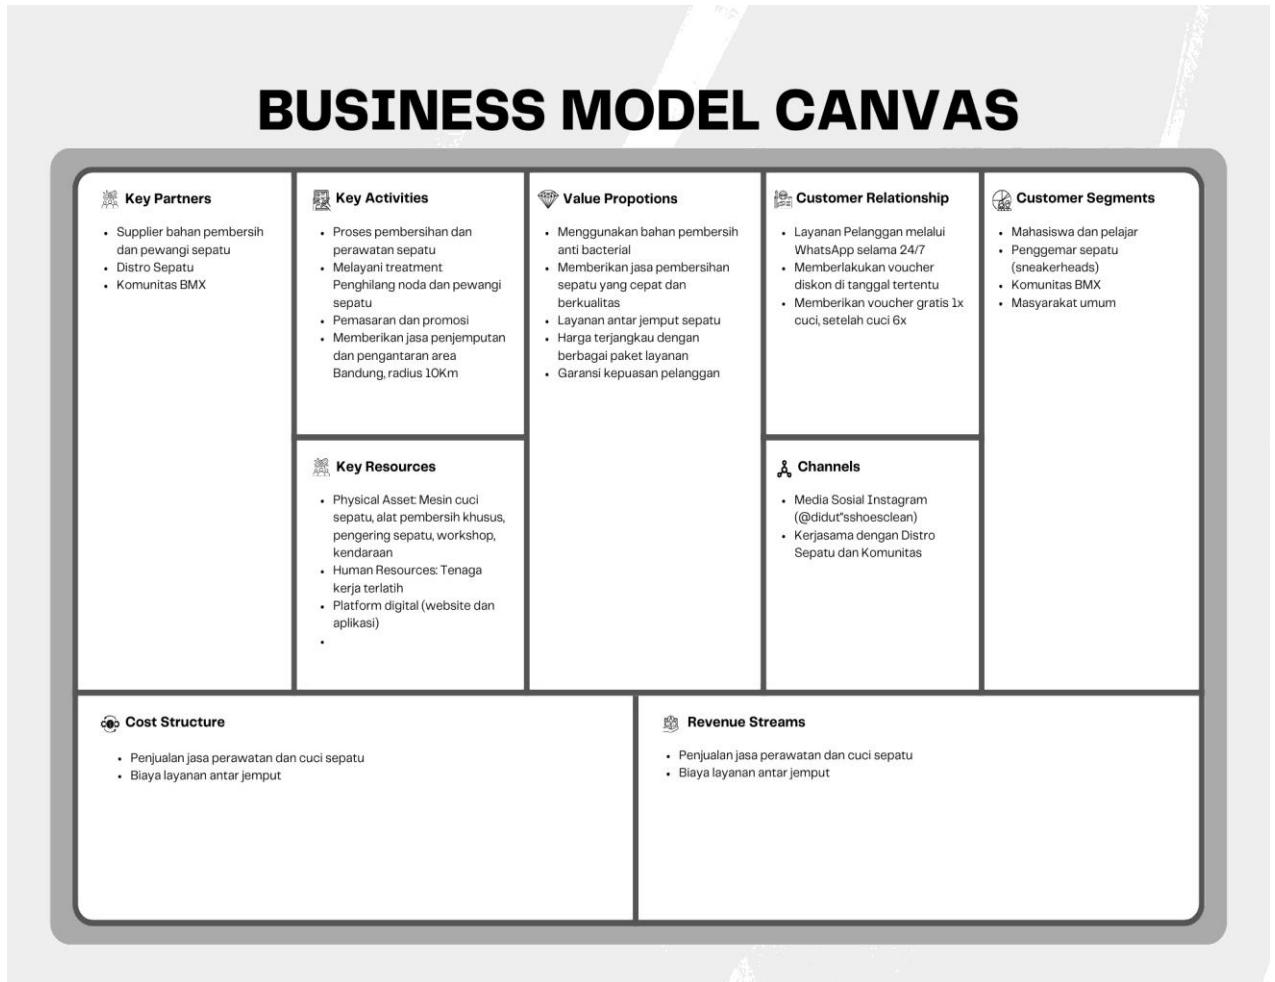 BUSINESS MODEL CANVAS
Key Partners
• Supplier bahan pembersih
dan pewangi sepatu
• Distro Sepatu
• Komunitas BMX
Key Activities
• Proses pembersihan dan
perawatan sepatu
• Melayani treatment
Penghilang noda dan pewangi
sepatu
• Pemasaran dan promosi
• Memberikan jasa penjemputan
dan pengantaran area
Bandung, radius 10Km
Key Resources
• Physical Asset: Mesin cuci
sepatu, alat pembersih khusus,
pengering sepatu, workshop,
kendaraan
• Human Resources: Tenaga
kerja terlatih
• Platform digital (website dan
aplikasi)
•
Value Propotions
• Menggunakan bahan pembersih
anti bacterial
• Memberikan jasa pembersihan
sepatu yang cepat dan
berkualitas
• Layanan antar jemput sepatu
• Harga terjangkau dengan
berbagai paket layanan
• Garansi kepuasan pelanggan
Customer Relationship
• Layanan Pelanggan melalui
WhatsApp selama 24/7
• Memberlakukan voucher
diskon di tanggal tertentu
• Memberikan voucher gratis 1x
cuci, setelah cuci 6x
Channels
• Media Sosial Instagram
(@didut"sshoesclean)
• Kerjasama dengan Distro
Sepatu dan Komunitas
Customer Segments
• Mahasiswa dan pelajar
• Penggemar sepatu
(sneakerheads)
• Komunitas BMX
• Masyarakat umum
Cost Structure
• Penjualan jasa perawatan dan cuci sepatu
• Biaya layanan antar jemput
Revenue Streams
• Penjualan jasa perawatan dan cuci sepatu
• Biaya layanan antar jemput